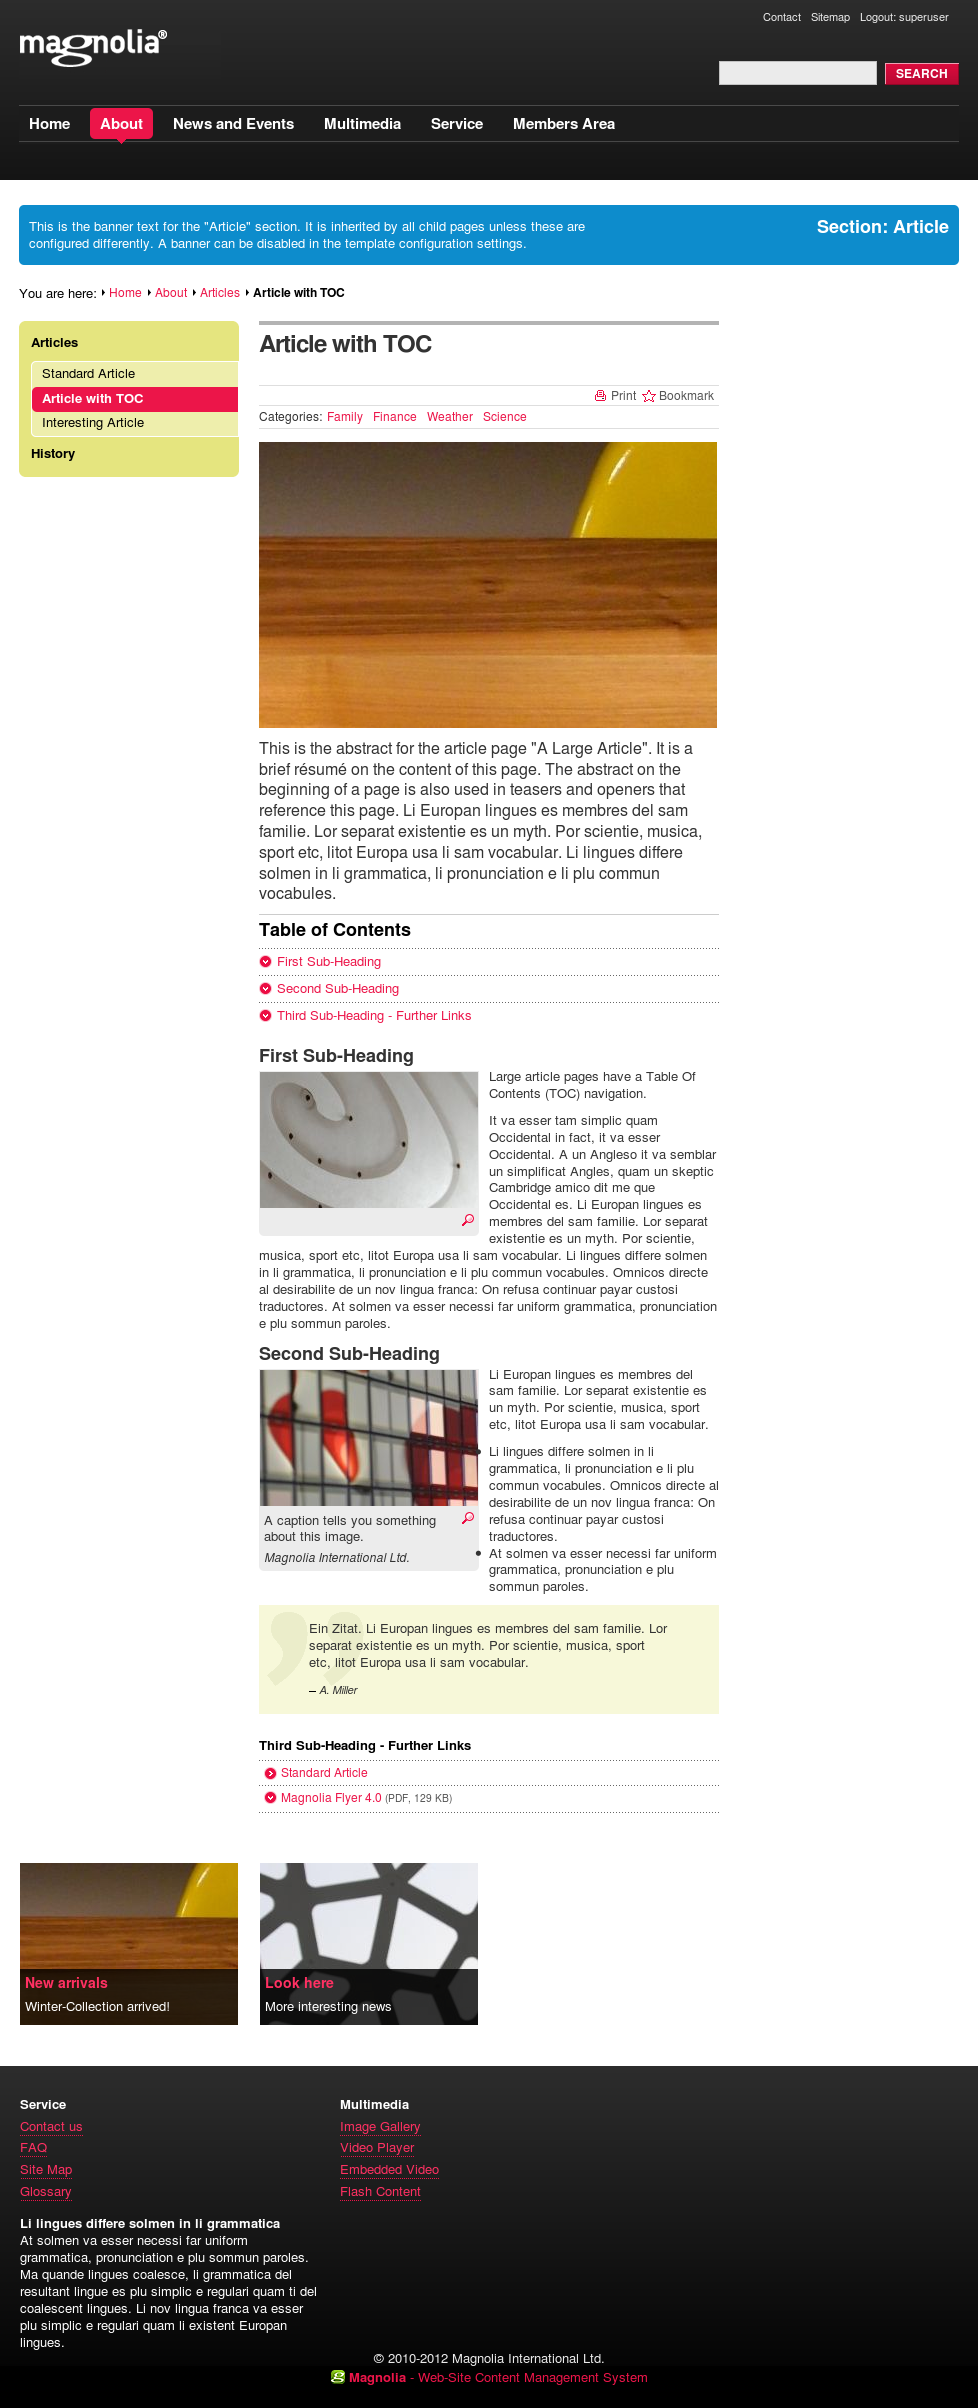 Contact Sitemap Logout: superuser
magnolia®
SEARCH
Home About News and Events Multimedia Service Members Area
This is the banner text for the "Article" section. It is inherited by all child pages unless these are
configured differently. A banner can be disabled in the template configuration settings.
Section: Article
You are here: Home About Articles Article with TOC
Articles
Standard Article
Article with TOC
Interesting Article
History
Article with TOC
Print Bookmark
Categories: Family Finance Weather Science
This is the abstract for the article page "A Large Article". It is a
brief résumé on the content of this page. The abstract on the
beginning of a page is also used in teasers and openers that
reference this page. Li Europan lingues es membres del sam
familie. Lor separat existentie es un myth. Por scientie, musica,
sport etc, litot Europa usa li sam vocabular. Li lingues differe
solmen in li grammatica, li pronunciation e li plu commun
vocabules.
Table of Contents
First Sub-Heading
Second Sub-Heading
Third Sub-Heading - Further Links
First Sub-Heading
Large article pages have a Table Of
Contents (TOC) navigation.
It va esser tam simplic quam
Occidental in fact, it va esser
Occidental. A un Angleso it va semblar
un simplificat Angles, quam un skeptic
Cambridge amico dit me que
Occidental es. Li Europan lingues es
membres del sam familie. Lor separat
existentie es un myth. Por scientie,
musica, sport etc, litot Europa usa li sam vocabular. Li lingues differe solmen
in li grammatica, li pronunciation e li plu commun vocabules. Omnicos directe
al desirabilite de un nov lingua franca: On refusa continuar payar custosi
traductores. At solmen va esser necessi far uniform grammatica, pronunciation
e plu sommun paroles.
Second Sub-Heading
Li Europan lingues es membres del
sam familie. Lor separat existentie es
un myth. Por scientie, musica, sport
etc, litot Europa usa li sam vocabular.
• Li lingues differe solmen in li
grammatica, li pronunciation e li plu
commun vocabules. Omnicos directe al
desirabilite de un nov lingua franca: On
refusa continuar payar custosi
traductores.
• At solmen va esser necessi far uniform
grammatica, pronunciation e plu
sommun paroles.
A caption tells you something
about this image.
Magnolia International Ltd.
Ein Zitat. Li Europan lingues es membres del sam familie. Lor
separat existentie es un myth. Por scientie, musica, sport
etc, litot Europa usa li sam vocabular.
– A. Miller
Third Sub-Heading - Further Links
Standard Article
Magnolia Flyer 4.0 (PDF, 129 KB)
New arrivals
Winter-Collection arrived!
Look here
More interesting news
Service
Contact us
FAQ
Site Map
Glossary
Multimedia
Image Gallery
Video Player
Embedded Video
Flash Content
Li lingues differe solmen in li grammatica
At solmen va esser necessi far uniform
grammatica, pronunciation e plu sommun paroles.
Ma quande lingues coalesce, li grammatica del
resultant lingue es plu simplic e regulari quam ti del
coalescent lingues. Li nov lingua franca va esser
plu simplic e regulari quam li existent Europan
lingues.
© 2010-2012 Magnolia International Ltd.
Magnolia - Web-Site Content Management System